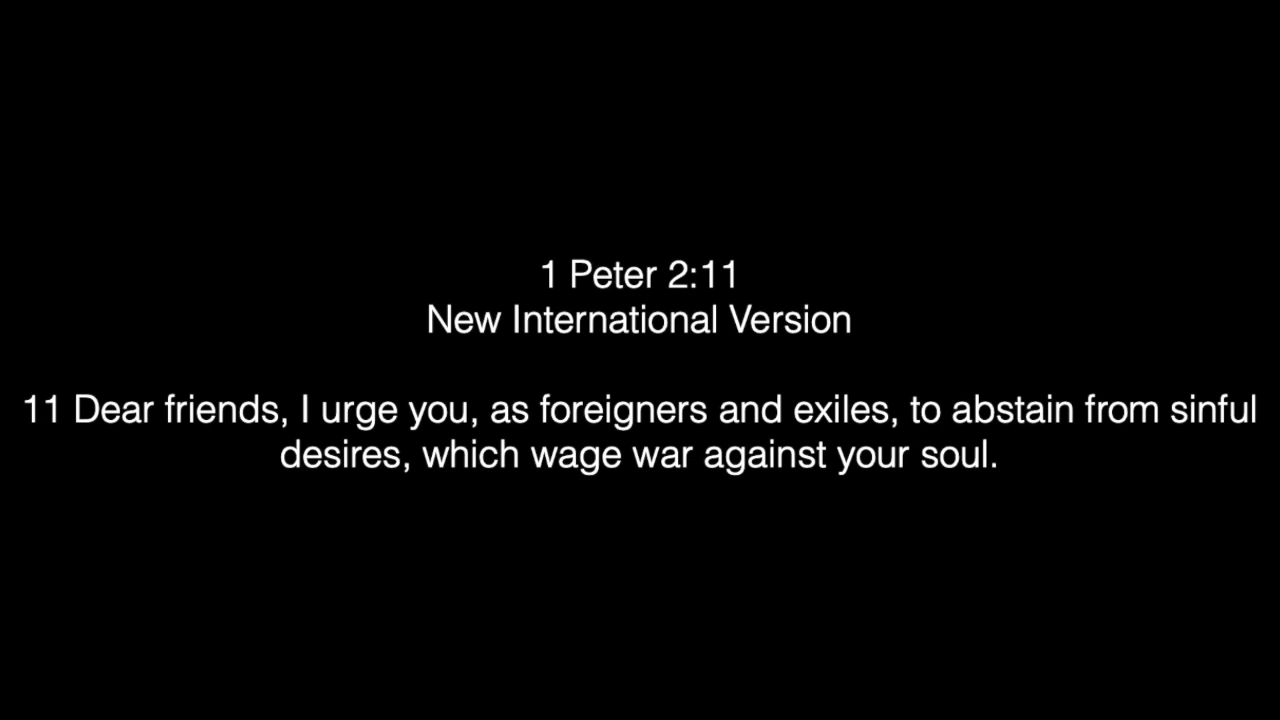 1 Peter 2:11
New International Version
11 Dear friends, I urge you, as foreigners and exiles, to abstain from sinful
desires, which wage war against your soul.